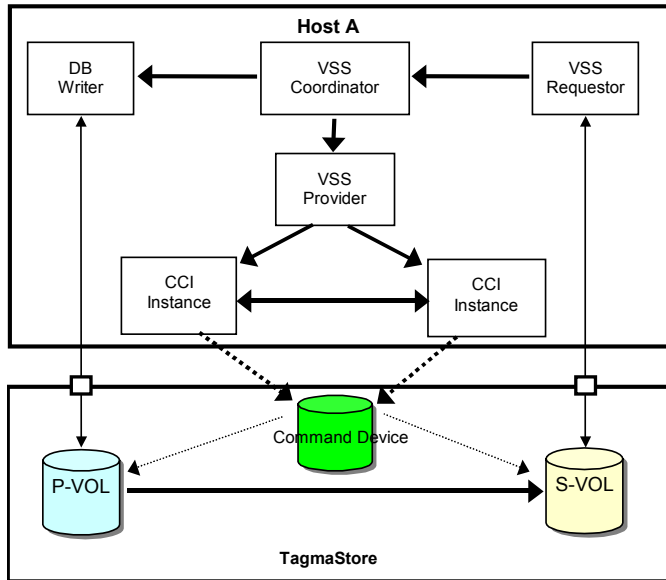 Host A
DB
Writer
VSS
Coordinator
VSS
Requestor
VSS
Provider
CCI
Instance
CCI
Instance
Command Device
P-VOL
S-VOL
TagmaStore